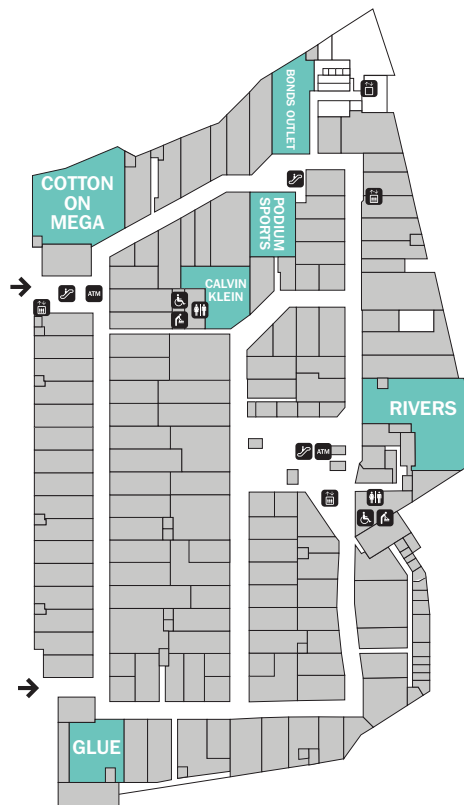 BONDS OUTLET
COTTON
ON
MEGA
PODIUM
SPORTS
CALVIN
KLEIN
ATM
RIVERS
ATM
GLUE